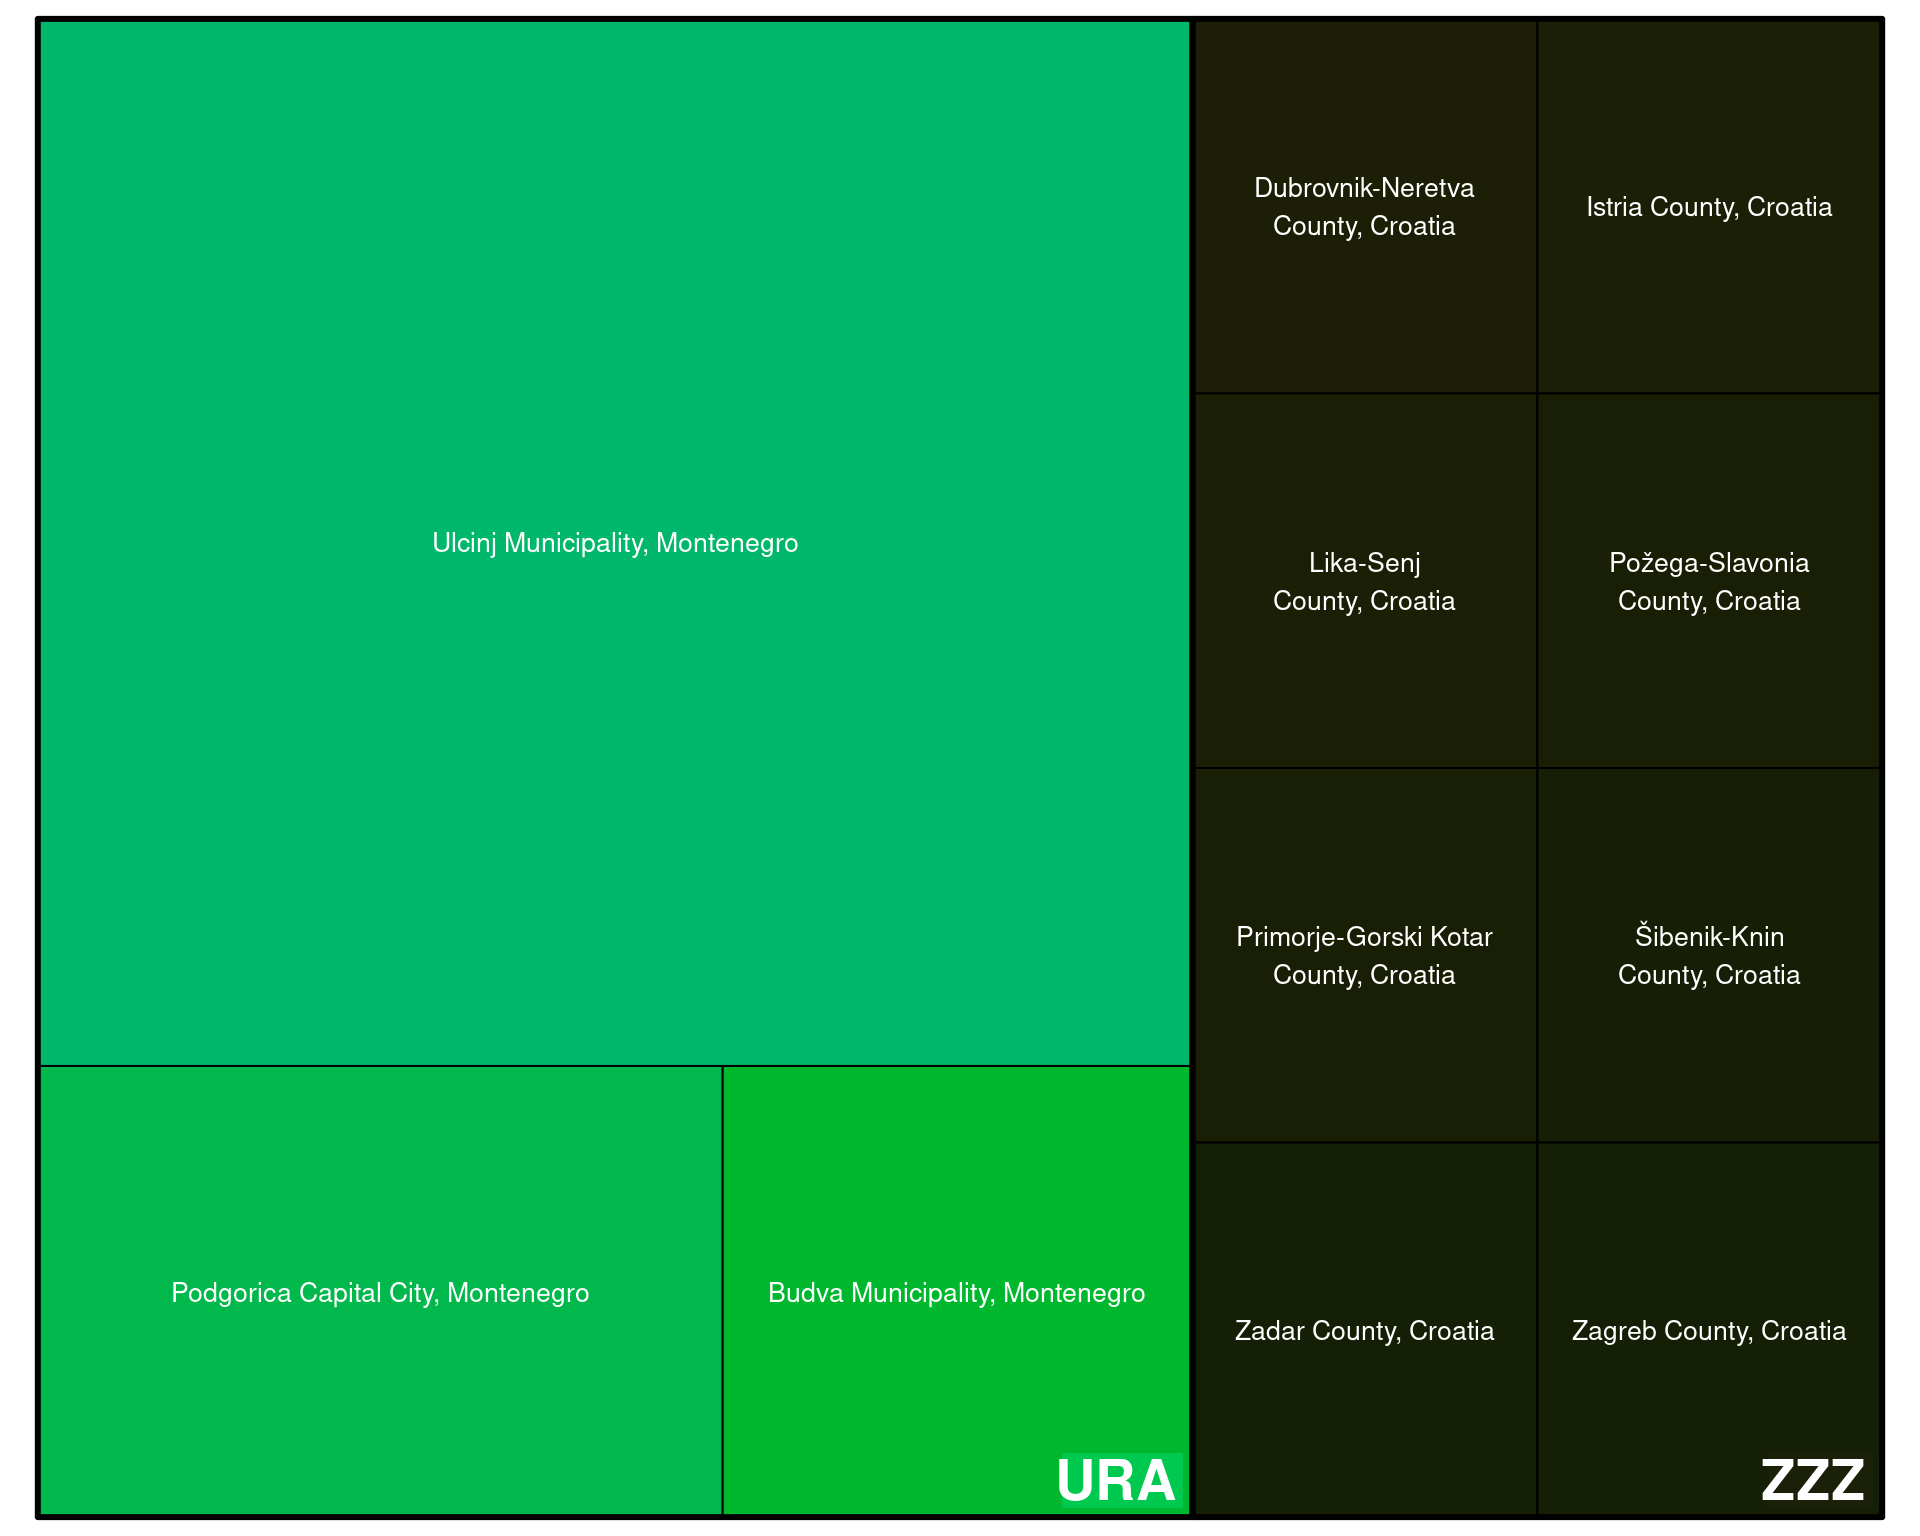 Ulcinj Municipality, Montenegro
Podgorica Capital City, Montenegro
Budva Municipality, Montenegro
URA
Dubrovnik-Neretva
County, Croatia
Istria County, Croatia
Lika-Senj
County, Croatia
Požega-Slavonia
County, Croatia
Primorje-Gorski Kotar
County, Croatia
Šibenik-Knin
County, Croatia
Zadar County, Croatia
Zagreb County, Croatia
ZZZ